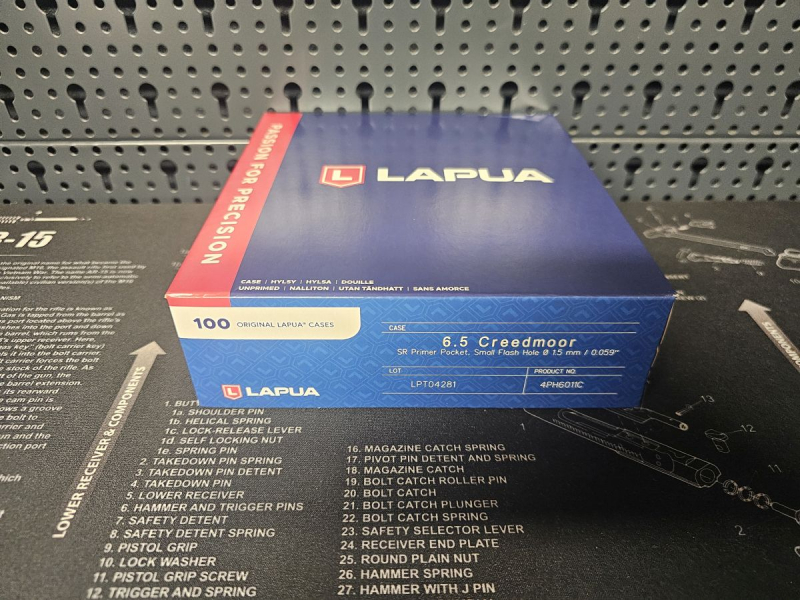 PASSION FOR PRECISION
L LAPUA
CASE | HYLSY | HYLSA | DOUILLE
UNPRIMED | NALLITON | UTAN TÄNDHATT | SANS AMORCE
100 ORIGINAL LAPUA® CASES
CASE
6.5 Creedmoor
SR Primer Pocket, Small Flash Hole Ø 1.5 mm / 0.059"
LOT
PRODUCT NO.
LPT04281
4PH6011C
L LAPUA
R-15
LOWER RECEIVER & COMPONENTS
1a. SHOULDER PIN
1b. HELICAL SPRING
1c. LOCK-RELEASE LEVER
1d. SELF LOCKING NUT
1e. SPRING PIN
2. TAKEDOWN PIN SPRING
3. TAKEDOWN PIN DETENT
4. TAKEDOWN PIN
5. LOWER RECEIVER
6. HAMMER AND TRIGGER PINS
7. SAFETY DETENT
8. SAFETY DETENT SPRING
9. PISTOL GRIP
10. LOCK WASHER
11. PISTOL GRIP SCREW
12. TRIGGER AND SPRING
16. MAGAZINE CATCH SPRING
17. PIVOT PIN DETENT AND SPRING
18. MAGAZINE CATCH
19. BOLT CATCH ROLLER PIN
20. BOLT CATCH
21. BOLT CATCH PLUNGER
22. BOLT CATCH SPRING
23. SAFETY SELECTOR LEVER
24. RECEIVER END PLATE
25. ROUND PLAIN NUT
26. HAMMER SPRING
27. HAMMER WITH J PIN
13
12
11
1
2